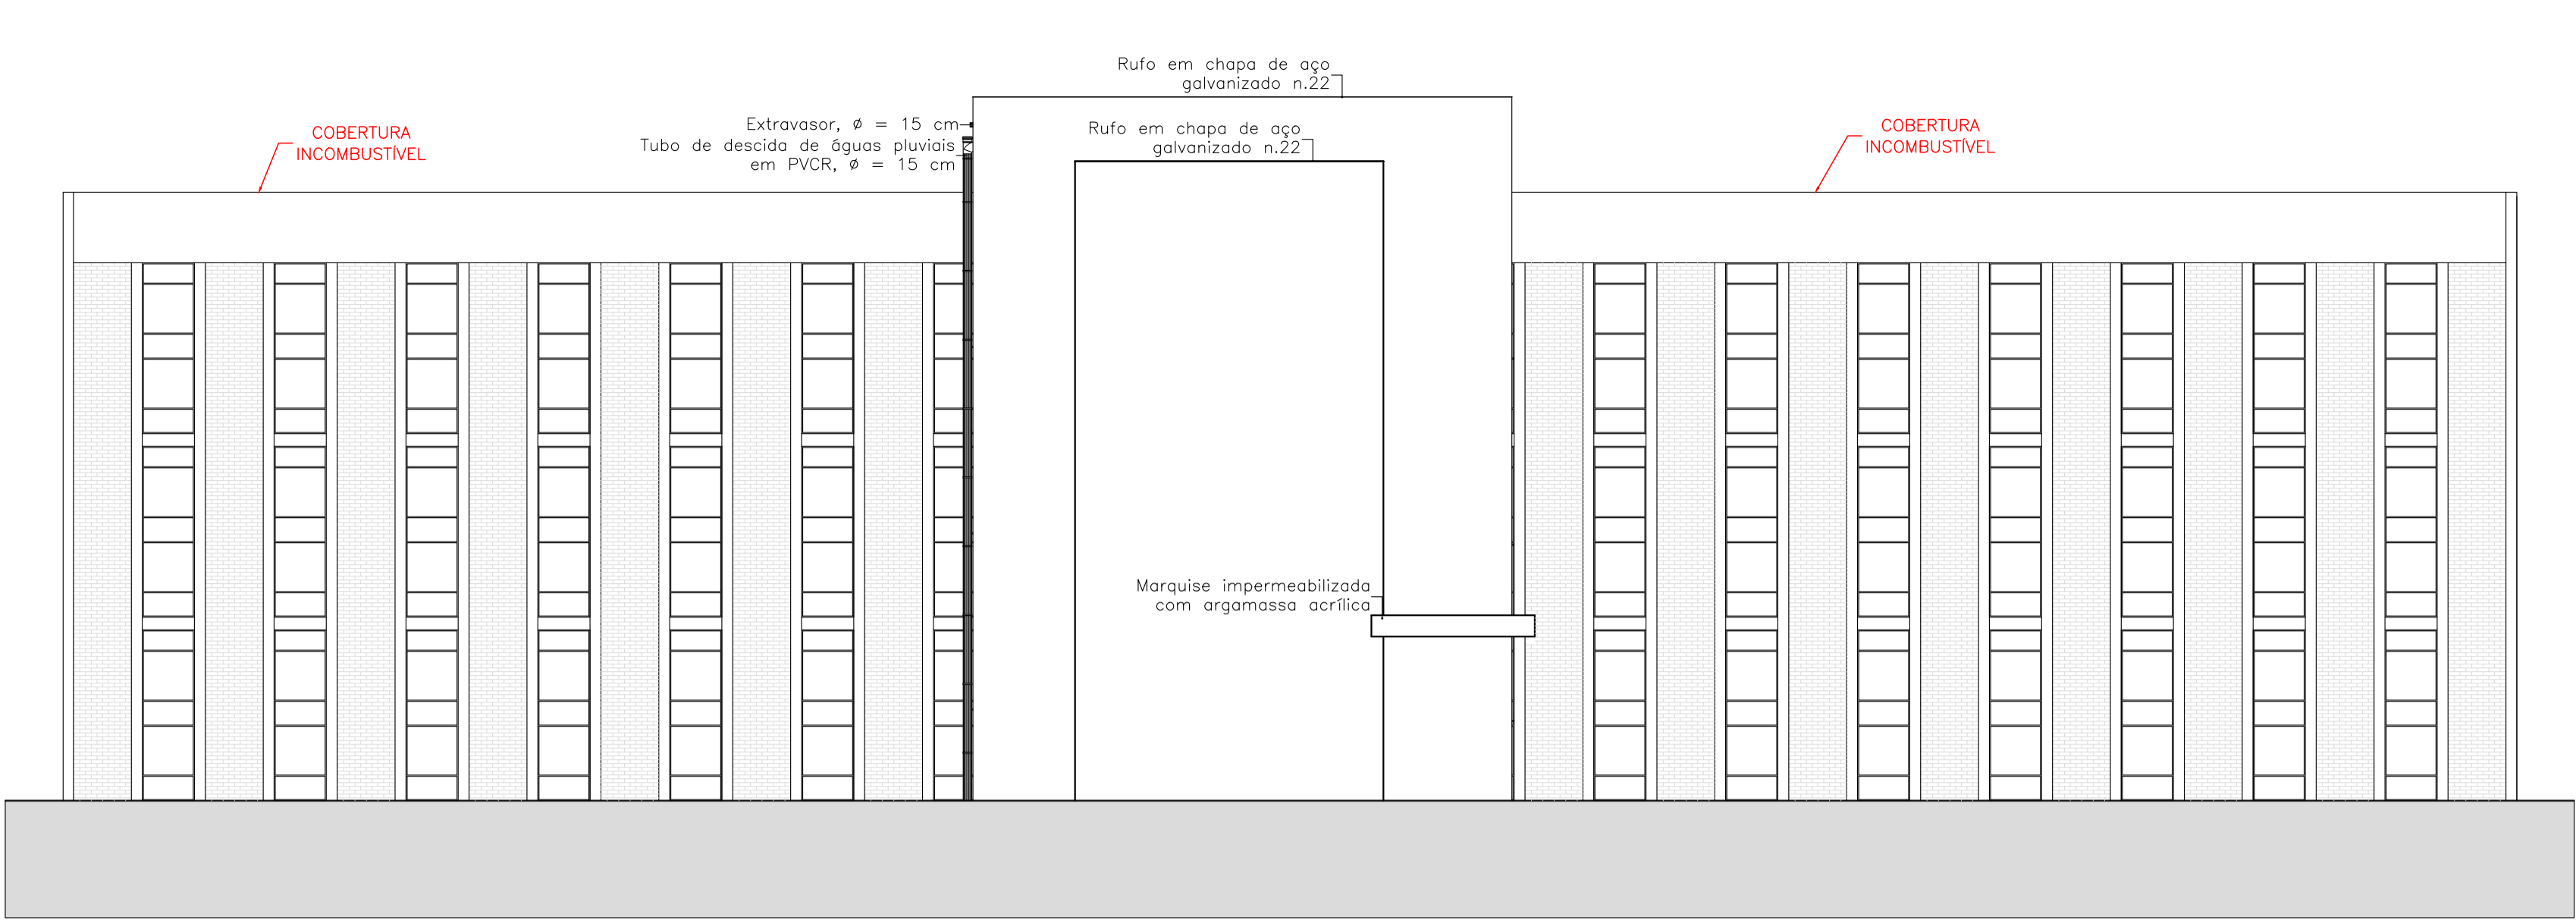 Rufo em chapa de aço
galvanizado n.22
COBERTURA
INCOMBUSTÍVEL
Extravasor, ø = 15 cm
Tubo de descida de águas pluviais
em PVCR, ø = 15 cm
Rufo em chapa de aço
galvanizado n.22
COBERTURA
INCOMBUSTÍVEL
Marquise impermeabilizada
com argamassa acrílica